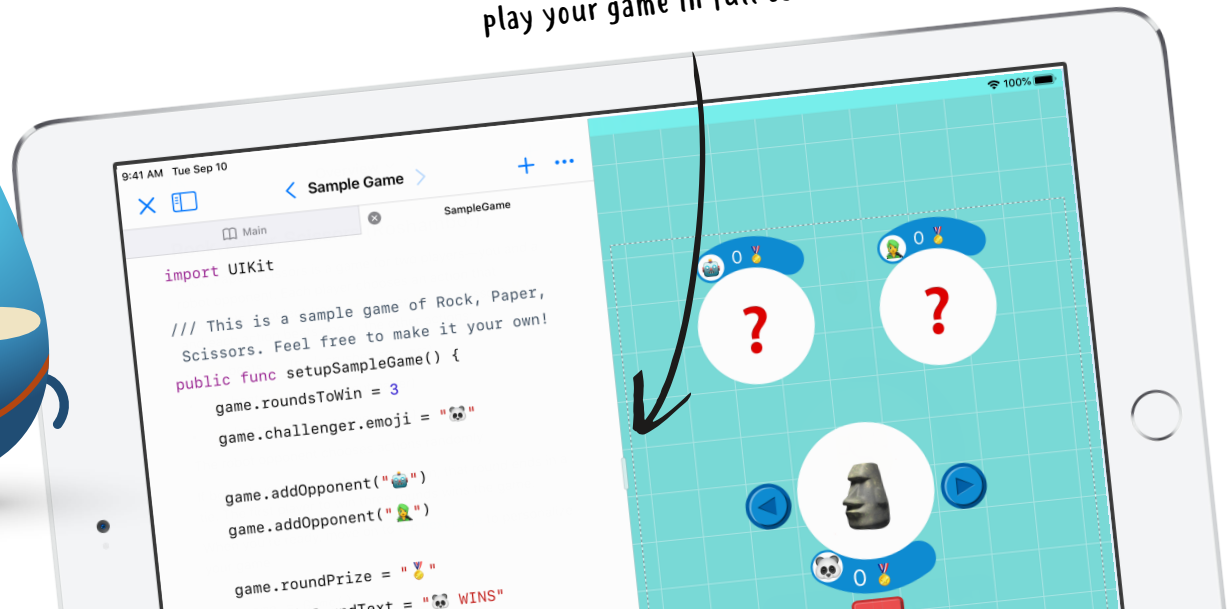 play your game in full
9:41 AM Tue Sep 10
100%
Sample Game
Main
SampleGame
import UIKit
/// This is a sample game of Rock, Paper,
Scissors. Feel free to make it your own!
public func setupSampleGame() {
game.roundsToWin = 3
game.challenger.emoji = "🐼"
game.addOpponent("🤖")
game.addOpponent("🧝‍♂️")
game.roundPrize = "🏅"
= "🐼 WINS"
0 🏅
0 🏅
? ?
0 🏅